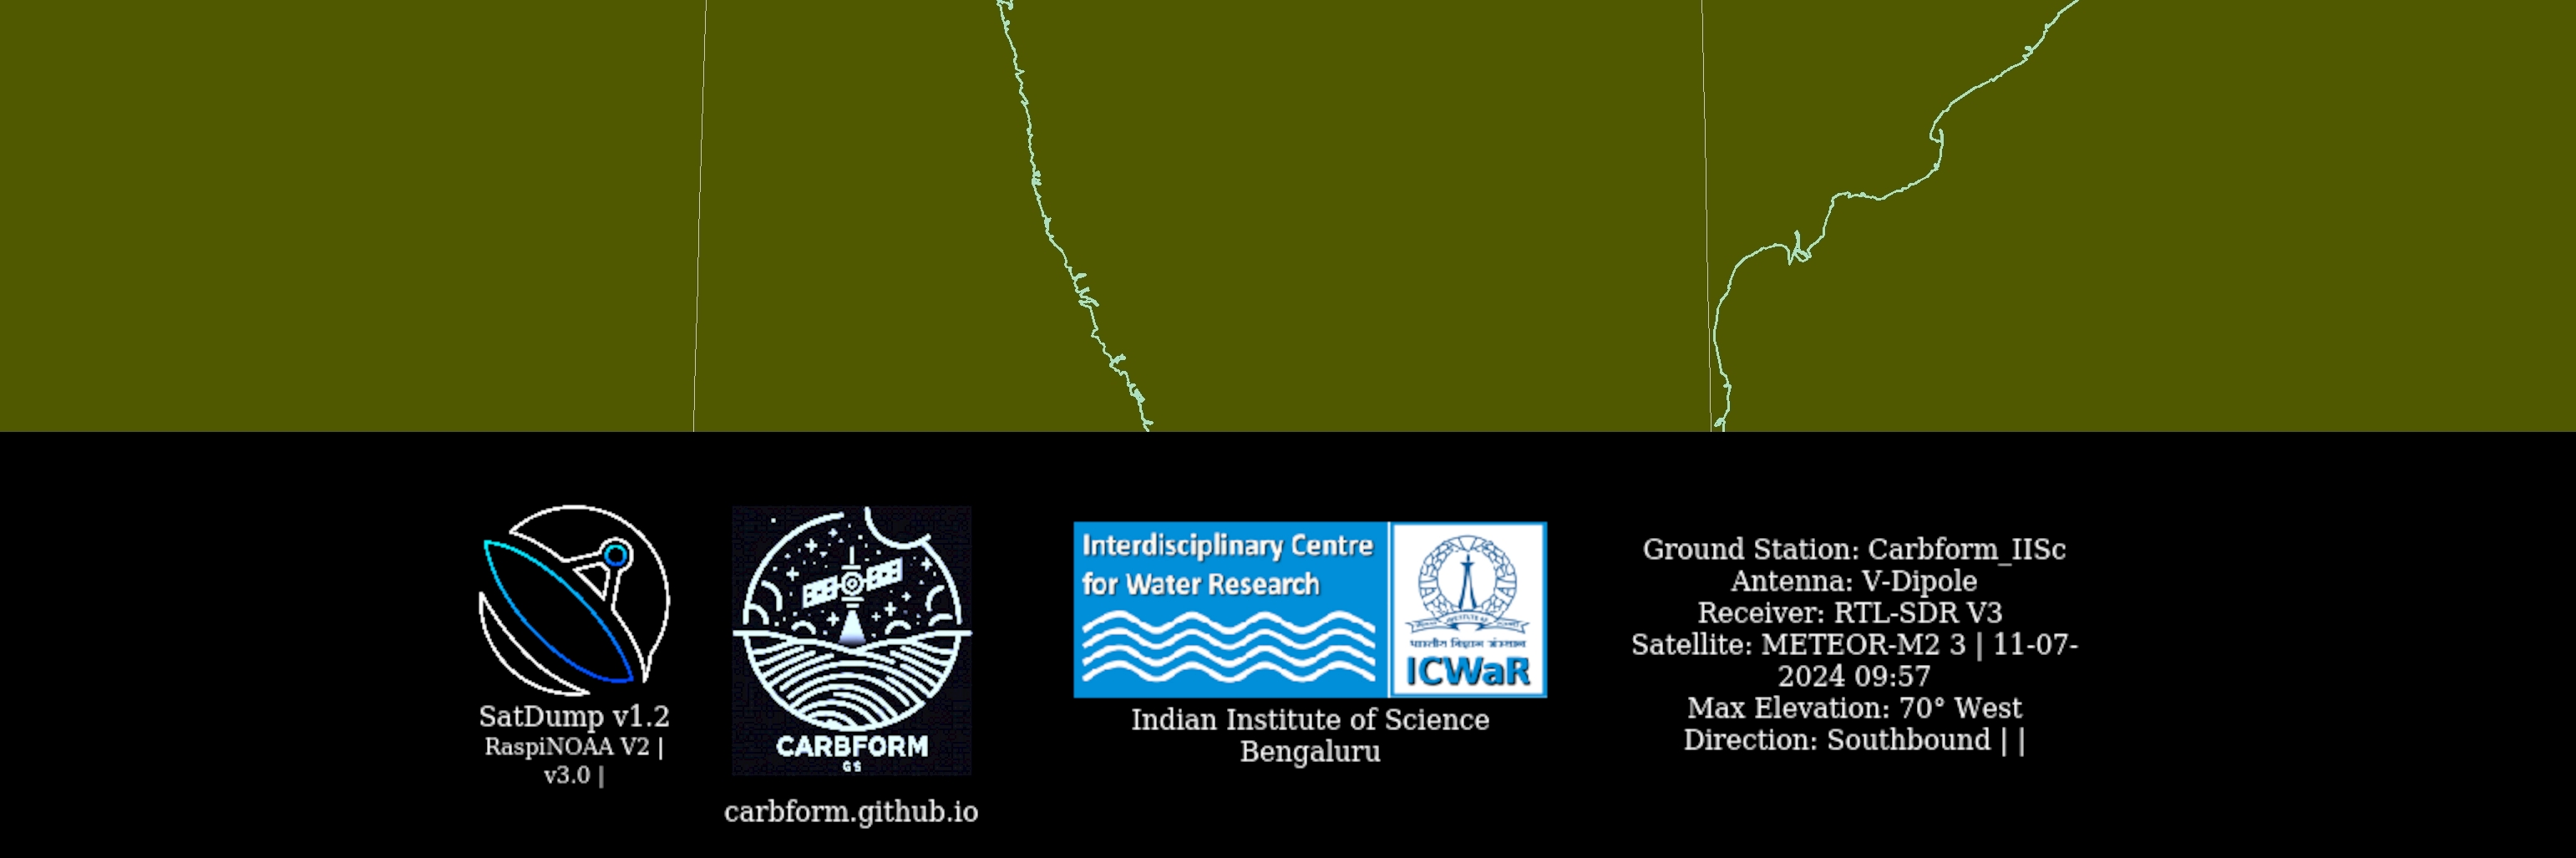 SatDump v1.2
RaspiNOAA V2 |
v3.0 |
CARBFORM
GS
carbform.github.io
Interdisciplinary Centre
for Water Research
भारतीय विज्ञान संस्थान
ICWaR
Indian Institute of Science
Bengaluru
Ground Station: Carbform_IISc
Antenna: V-Dipole
Receiver: RTL-SDR V3
Satellite: METEOR-M2 3 | 11-07-
2024 09:57
Max Elevation: 70° West
Direction: Southbound | |